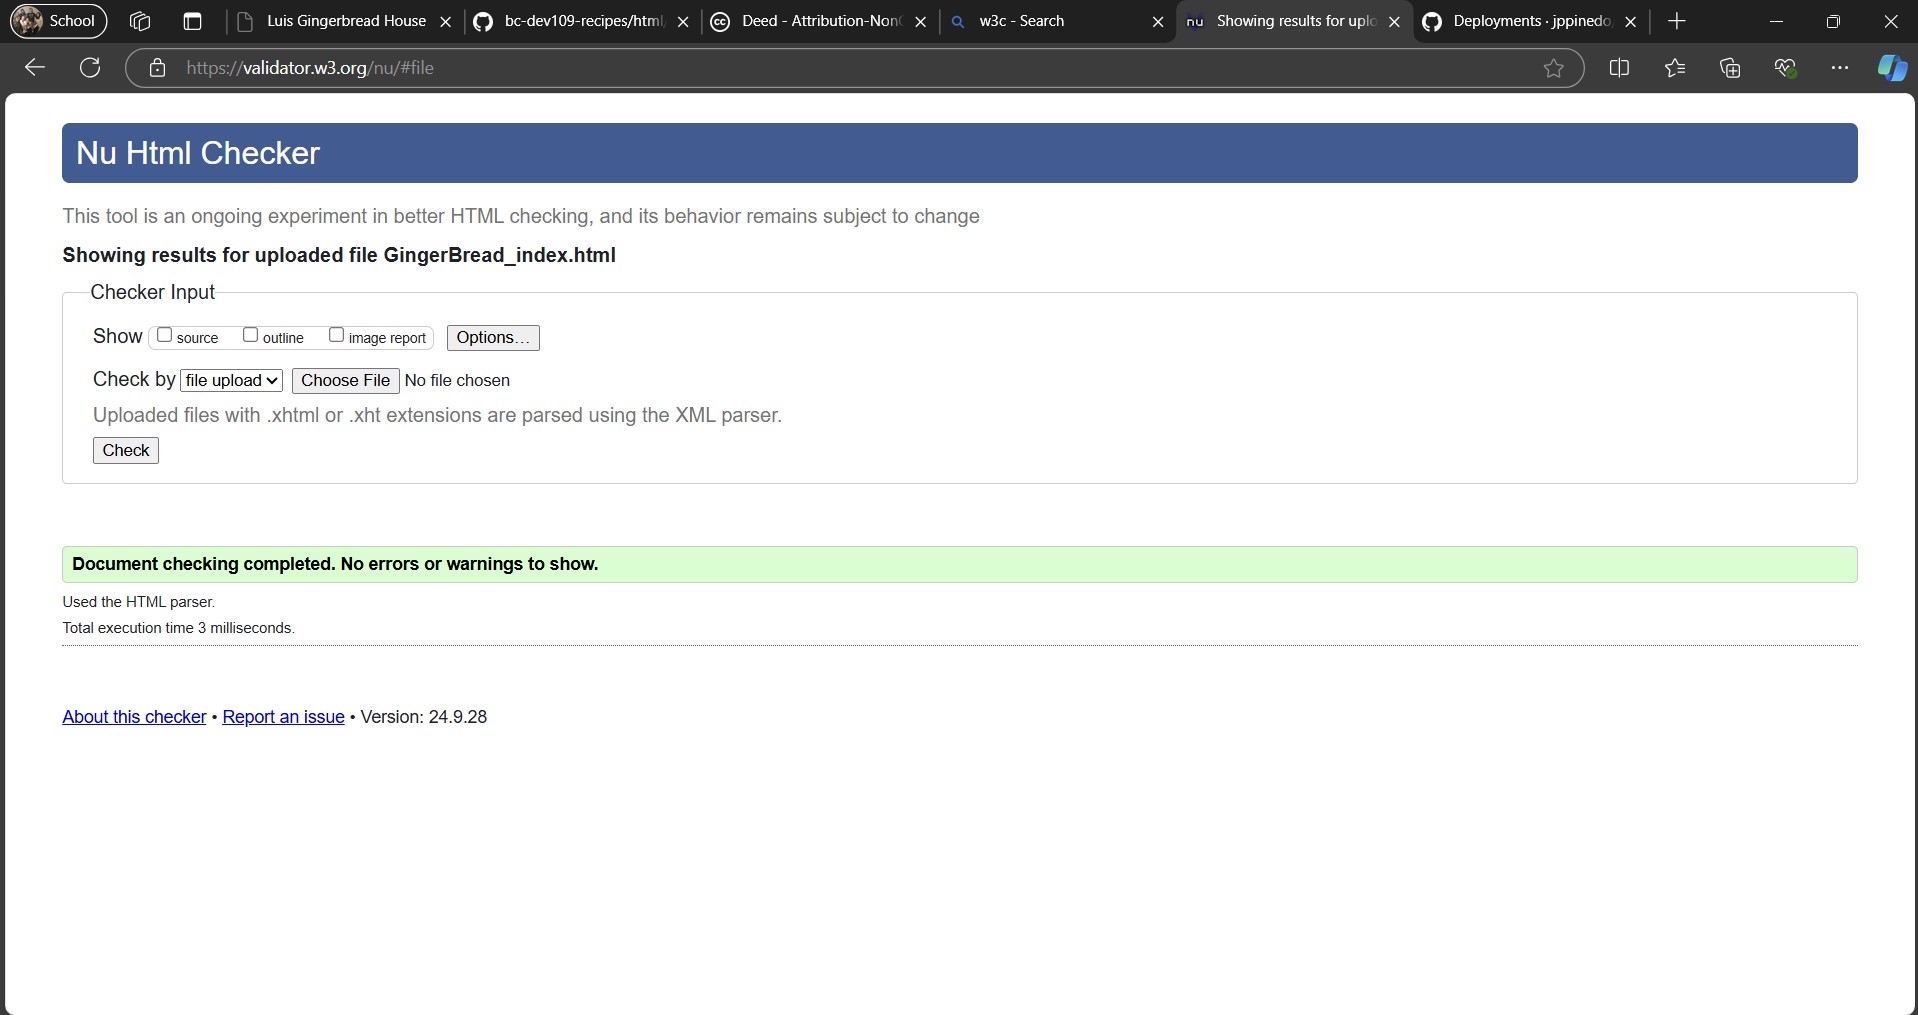 School
Luis Gingerbread House
bc-dev109-recipes/html/
Deed - Attribution-Non
w3c - Search
nu
Showing results for uplo
Deployments · jppinedo
https://validator.w3.org/nu/#file
Nu Html Checker
This tool is an ongoing experiment in better HTML checking, and its behavior remains subject to change
Showing results for uploaded file GingerBread_index.html
Checker Input
Show source outline image report Options...
Check by file upload Choose File No file chosen
Uploaded files with .xhtml or .xht extensions are parsed using the XML parser.
Check
Document checking completed. No errors or warnings to show.
Used the HTML parser.
Total execution time 3 milliseconds.
About this checker • Report an issue • Version: 24.9.28